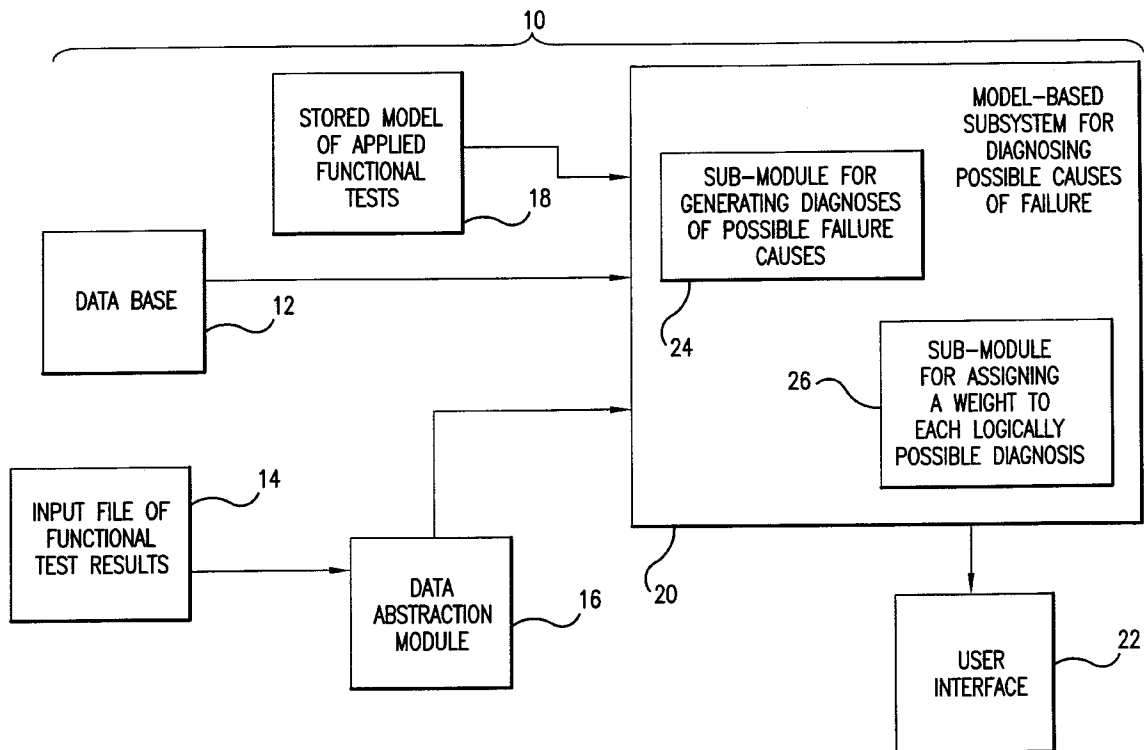 10
STORED MODEL
OF APPLIED
FUNCTIONAL
TESTS
18
MODEL-BASED
SUBSYSTEM FOR
DIAGNOSING
POSSIBLE CAUSES
OF FAILURE
SUB-MODULE FOR
GENERATING DIAGNOSES
OF POSSIBLE FAILURE
CAUSES
24
DATA BASE
12
SUB-MODULE
FOR ASSIGNING
A WEIGHT TO
EACH LOGICALLY
POSSIBLE DIAGNOSIS
26
INPUT FILE OF
FUNCTIONAL
TEST RESULTS
14
DATA
ABSTRACTION
MODULE
16
20
USER
INTERFACE
22